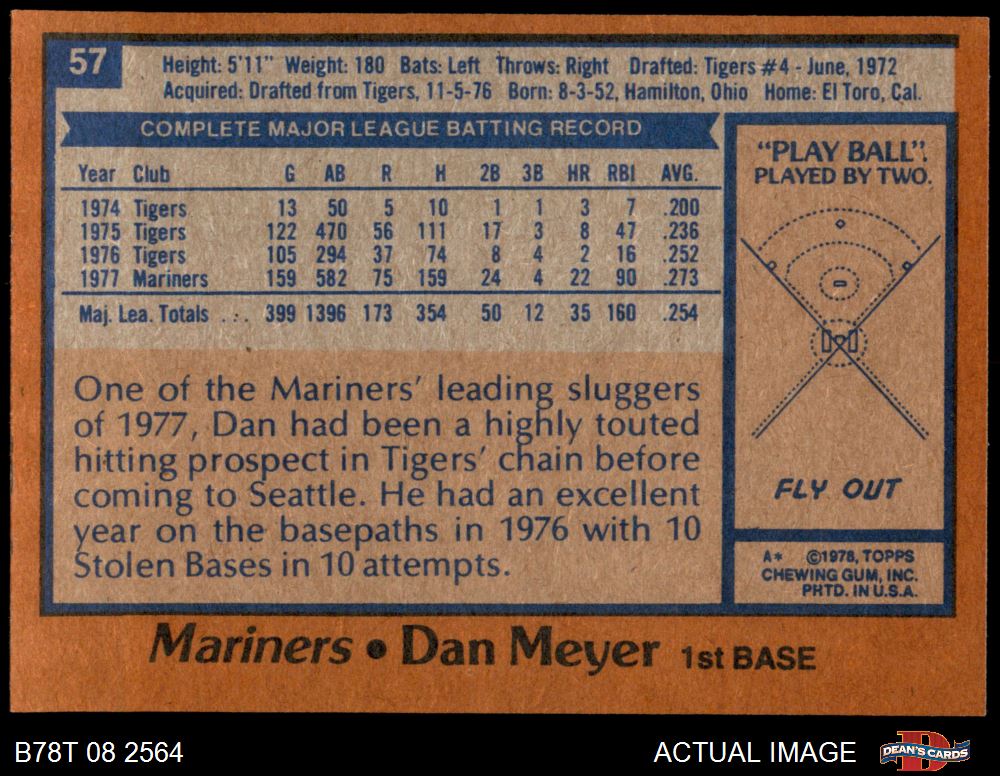 57
Height: 5'11" Weight: 180 Bats: Left Throws: Right Drafted: Tigers #4 - June, 1972
Acquired: Drafted from Tigers, 11-5-76 Born: 8-3-52, Hamilton, Ohio Home: El Toro, Cal.
COMPLETE MAJOR LEAGUE BATTING RECORD
Year Club G AB R H 2B 3B HR RBI AVG.
1974 Tigers 13 50 5 10 1 1 3 7 .200
1975 Tigers 122 470 56 111 17 3 8 47 .236
1976 Tigers 105 294 37 74 8 4 2 16 .252
1977 Mariners 159 582 75 159 24 4 22 90 .273
Maj. Lea. Totals ... 399 1396 173 354 50 12 35 160 .254
One of the Mariners' leading sluggers
of 1977, Dan had been a highly touted
hitting prospect in Tigers' chain before
coming to Seattle. He had an excellent
year on the basepaths in 1976 with 10
Stolen Bases in 10 attempts.
"PLAY BALL":
PLAYED BY TWO.
FLY OUT
A* ©1978, TOPPS
CHEWING GUM, INC.
PRTD. IN U.S.A.
Mariners • Dan Meyer 1st BASE
B78T 08 2564
ACTUAL IMAGE
DEAN'S CARDS